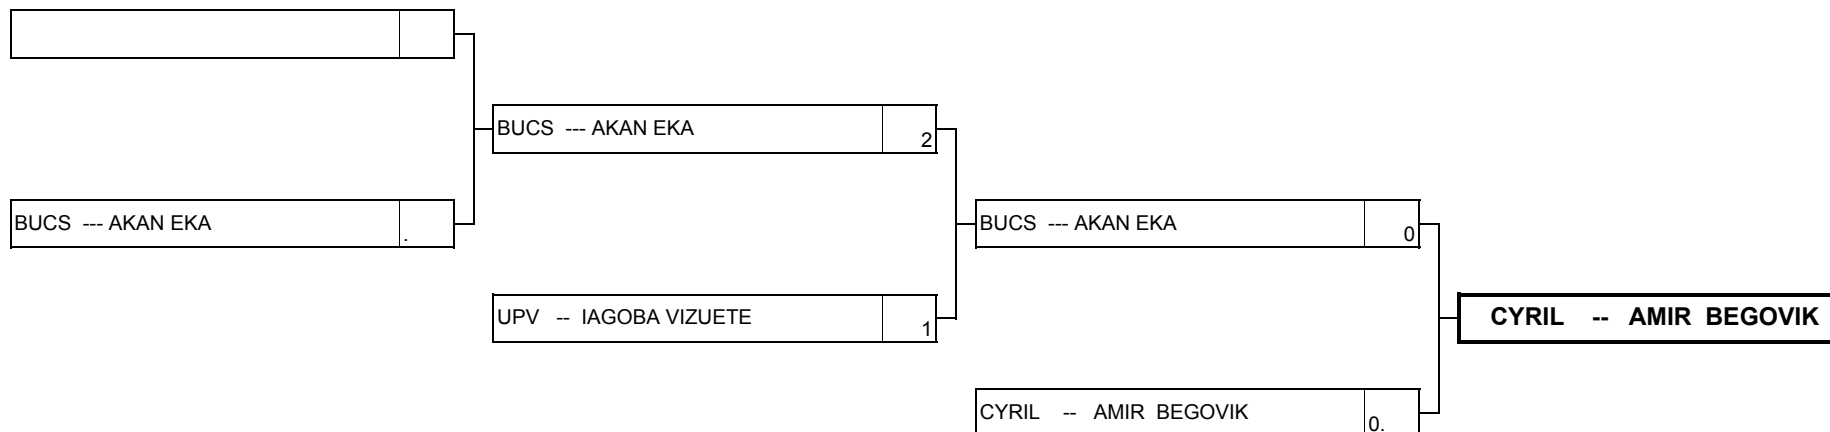 BUCS --- AKAN EKA 2
BUCS --- AKAN EKA .
BUCS --- AKAN EKA 0
UPV -- IAGOBA VIZUETE 1
CYRIL -- AMIR BEGOVIK
CYRIL -- AMIR BEGOVIK 0.